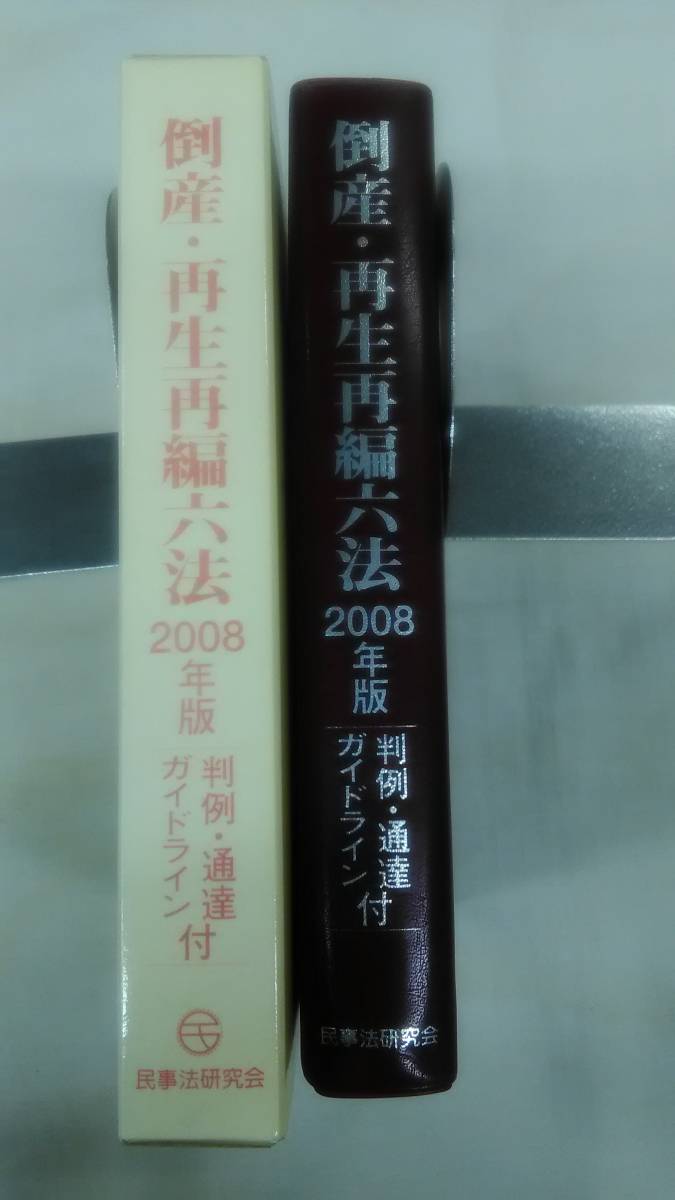 倒産・再生再編六法
2008
年版
判例・通達
ガイドライン
付
民
民事法研究会
倒産・再生再編六法
2008
年版
判例・通達
ガイドライン
付
民事法研究会